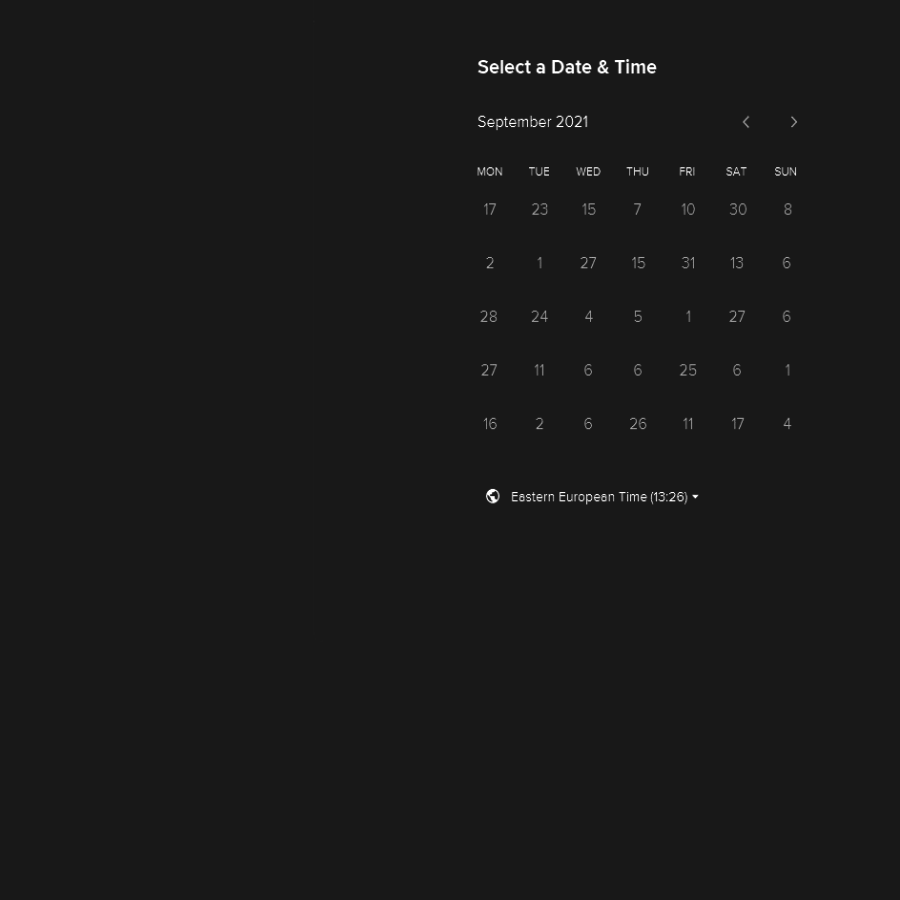 Select a Date & Time
September 2021
MON TUE WED THU FRI SAT SUN
17 23 15 7 10 30 8
2 1 27 15 31 13 6
28 24 4 5 1 27 6
27 11 6 6 25 6 1
16 2 6 26 11 17 4
Eastern European Time (13:26)